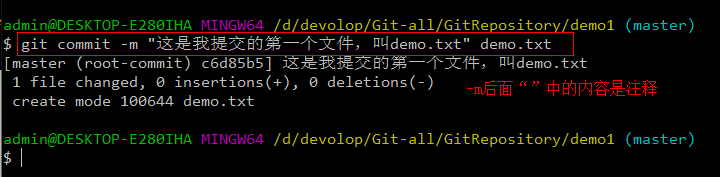 admin@DESKTOP-E280IHA MINGW64 /d/devolop/Git-all/GitRepository/demo1 (master)
$ git commit -m "这是我提交的第一个文件，叫demo.txt" demo.txt
[master (root-commit) c6d85b5] 这是我提交的第一个文件，叫demo.txt
1 file changed, 0 insertions(+), 0 deletions(-)
create mode 100644 demo.txt
-m后面“ ”中的内容是注释
admin@DESKTOP-E280IHA MINGW64 /d/devolop/Git-all/GitRepository/demo1 (master)
$